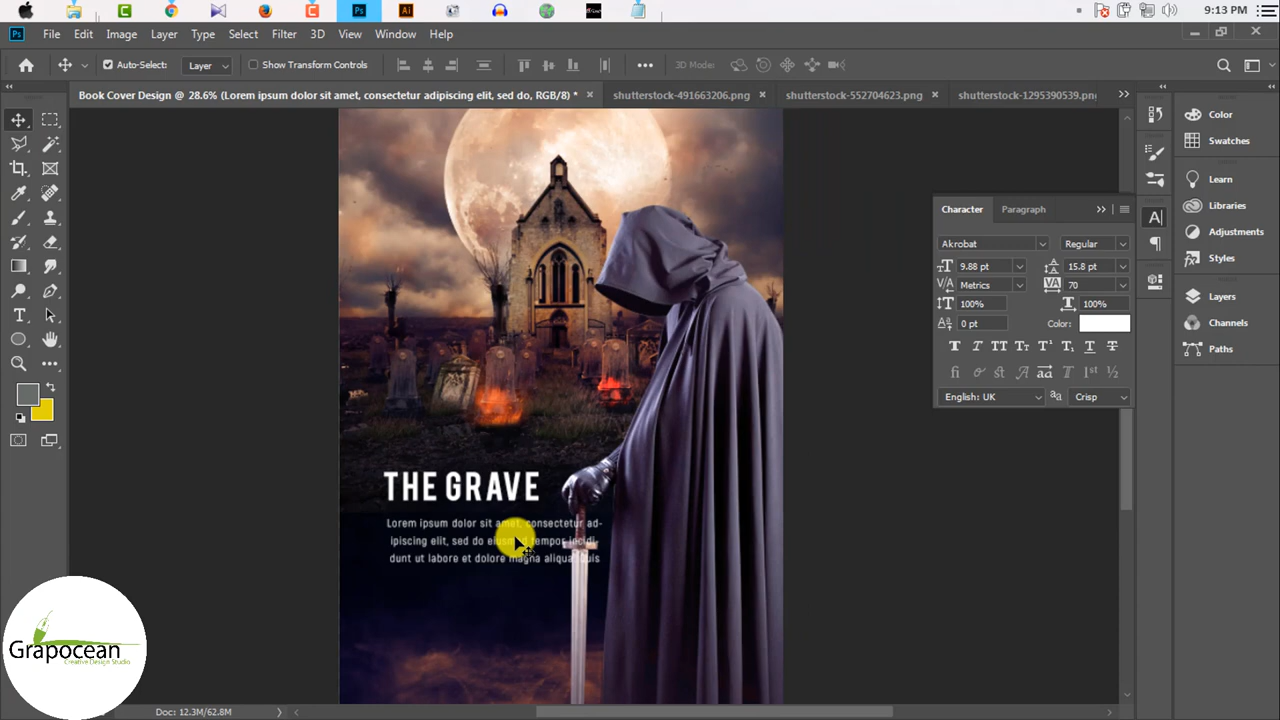 9:13 PM
Ps File Edit Image Layer Type Select Filter 3D View Window Help
Auto-Select: Layer Show Transform Controls 3D Mode:
Book Cover Design @ 28.6% (Lorem ipsum dolor sit amet, consectetur adipiscing elit, sed do, RGB/8) * shutterstock-491663206.png shutterstock-552704623.png shutterstock-1295390539.png
Color
Swatches
Learn
Libraries
Adjustments
Styles
Layers
Channels
Paths
Character Paragraph
Akrobat Regular
9.88 pt 15.8 pt
Metrics 70
100% 100%
0 pt Color:
English: UK Crisp
THE GRAVE
Lorem ipsum dolor sit amet, consectetur ad-
ipiscing elit, sed do eiusmod tempor incidi-
dunt ut labore et dolore magna aliqua. Quis
Grapocean
Creative Design Studio
Doc: 12.3M/62.8M